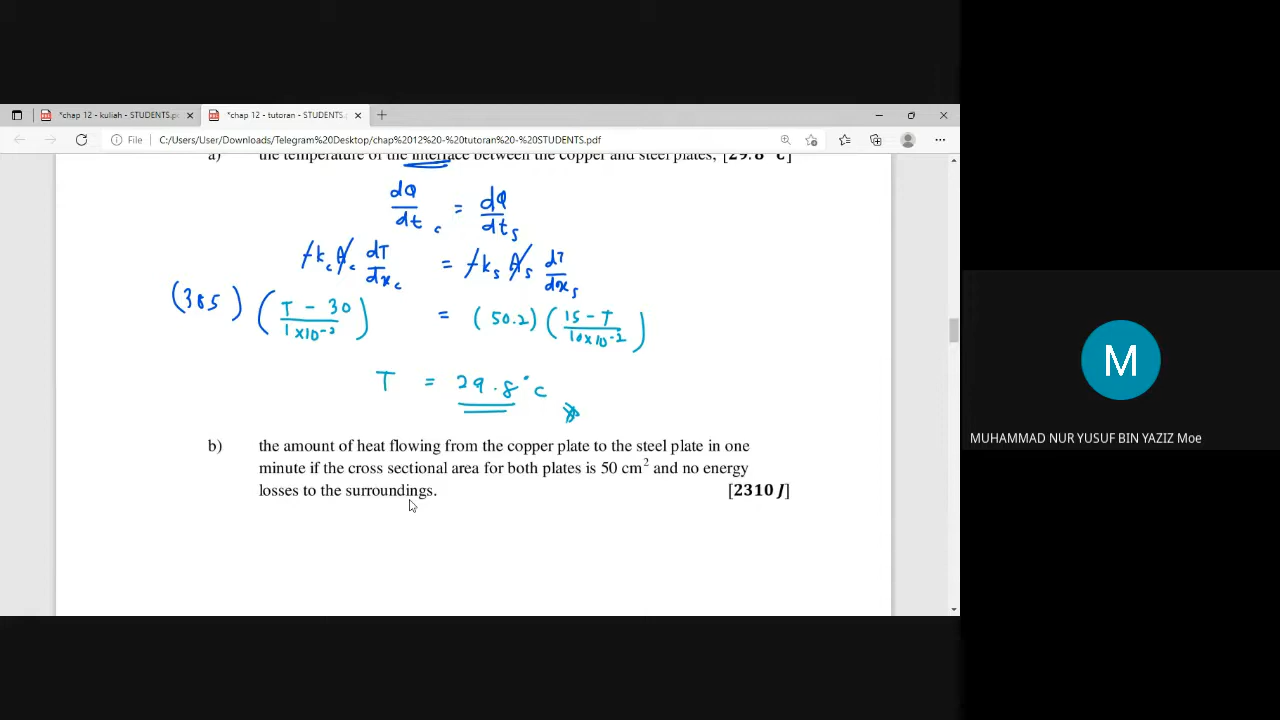 *chap 12 - kuliah - STUDENTS.p
*chap 12 - tutoran - STUDENTS.
File
C:/Users/User/Downloads/Telegram%20Desktop/chap%2012%20-%20tutoran%20-%20STUDENTS.pdf
a) the temperature of the interface between the copper and steel plates, [29.8 °C]
dQ/dt c = dQ/dt s
-k c A c dT/dx c = -k s A s dT/dx s
(385) (T - 30 / 1x10⁻²) = (50.2) (15 - T / 10x10⁻²)
T = 29.8°C
b) the amount of heat flowing from the copper plate to the steel plate in one
minute if the cross sectional area for both plates is 50 cm² and no energy
losses to the surroundings. [2310 J]
M
MUHAMMAD NUR YUSUF BIN YAZIZ Moe